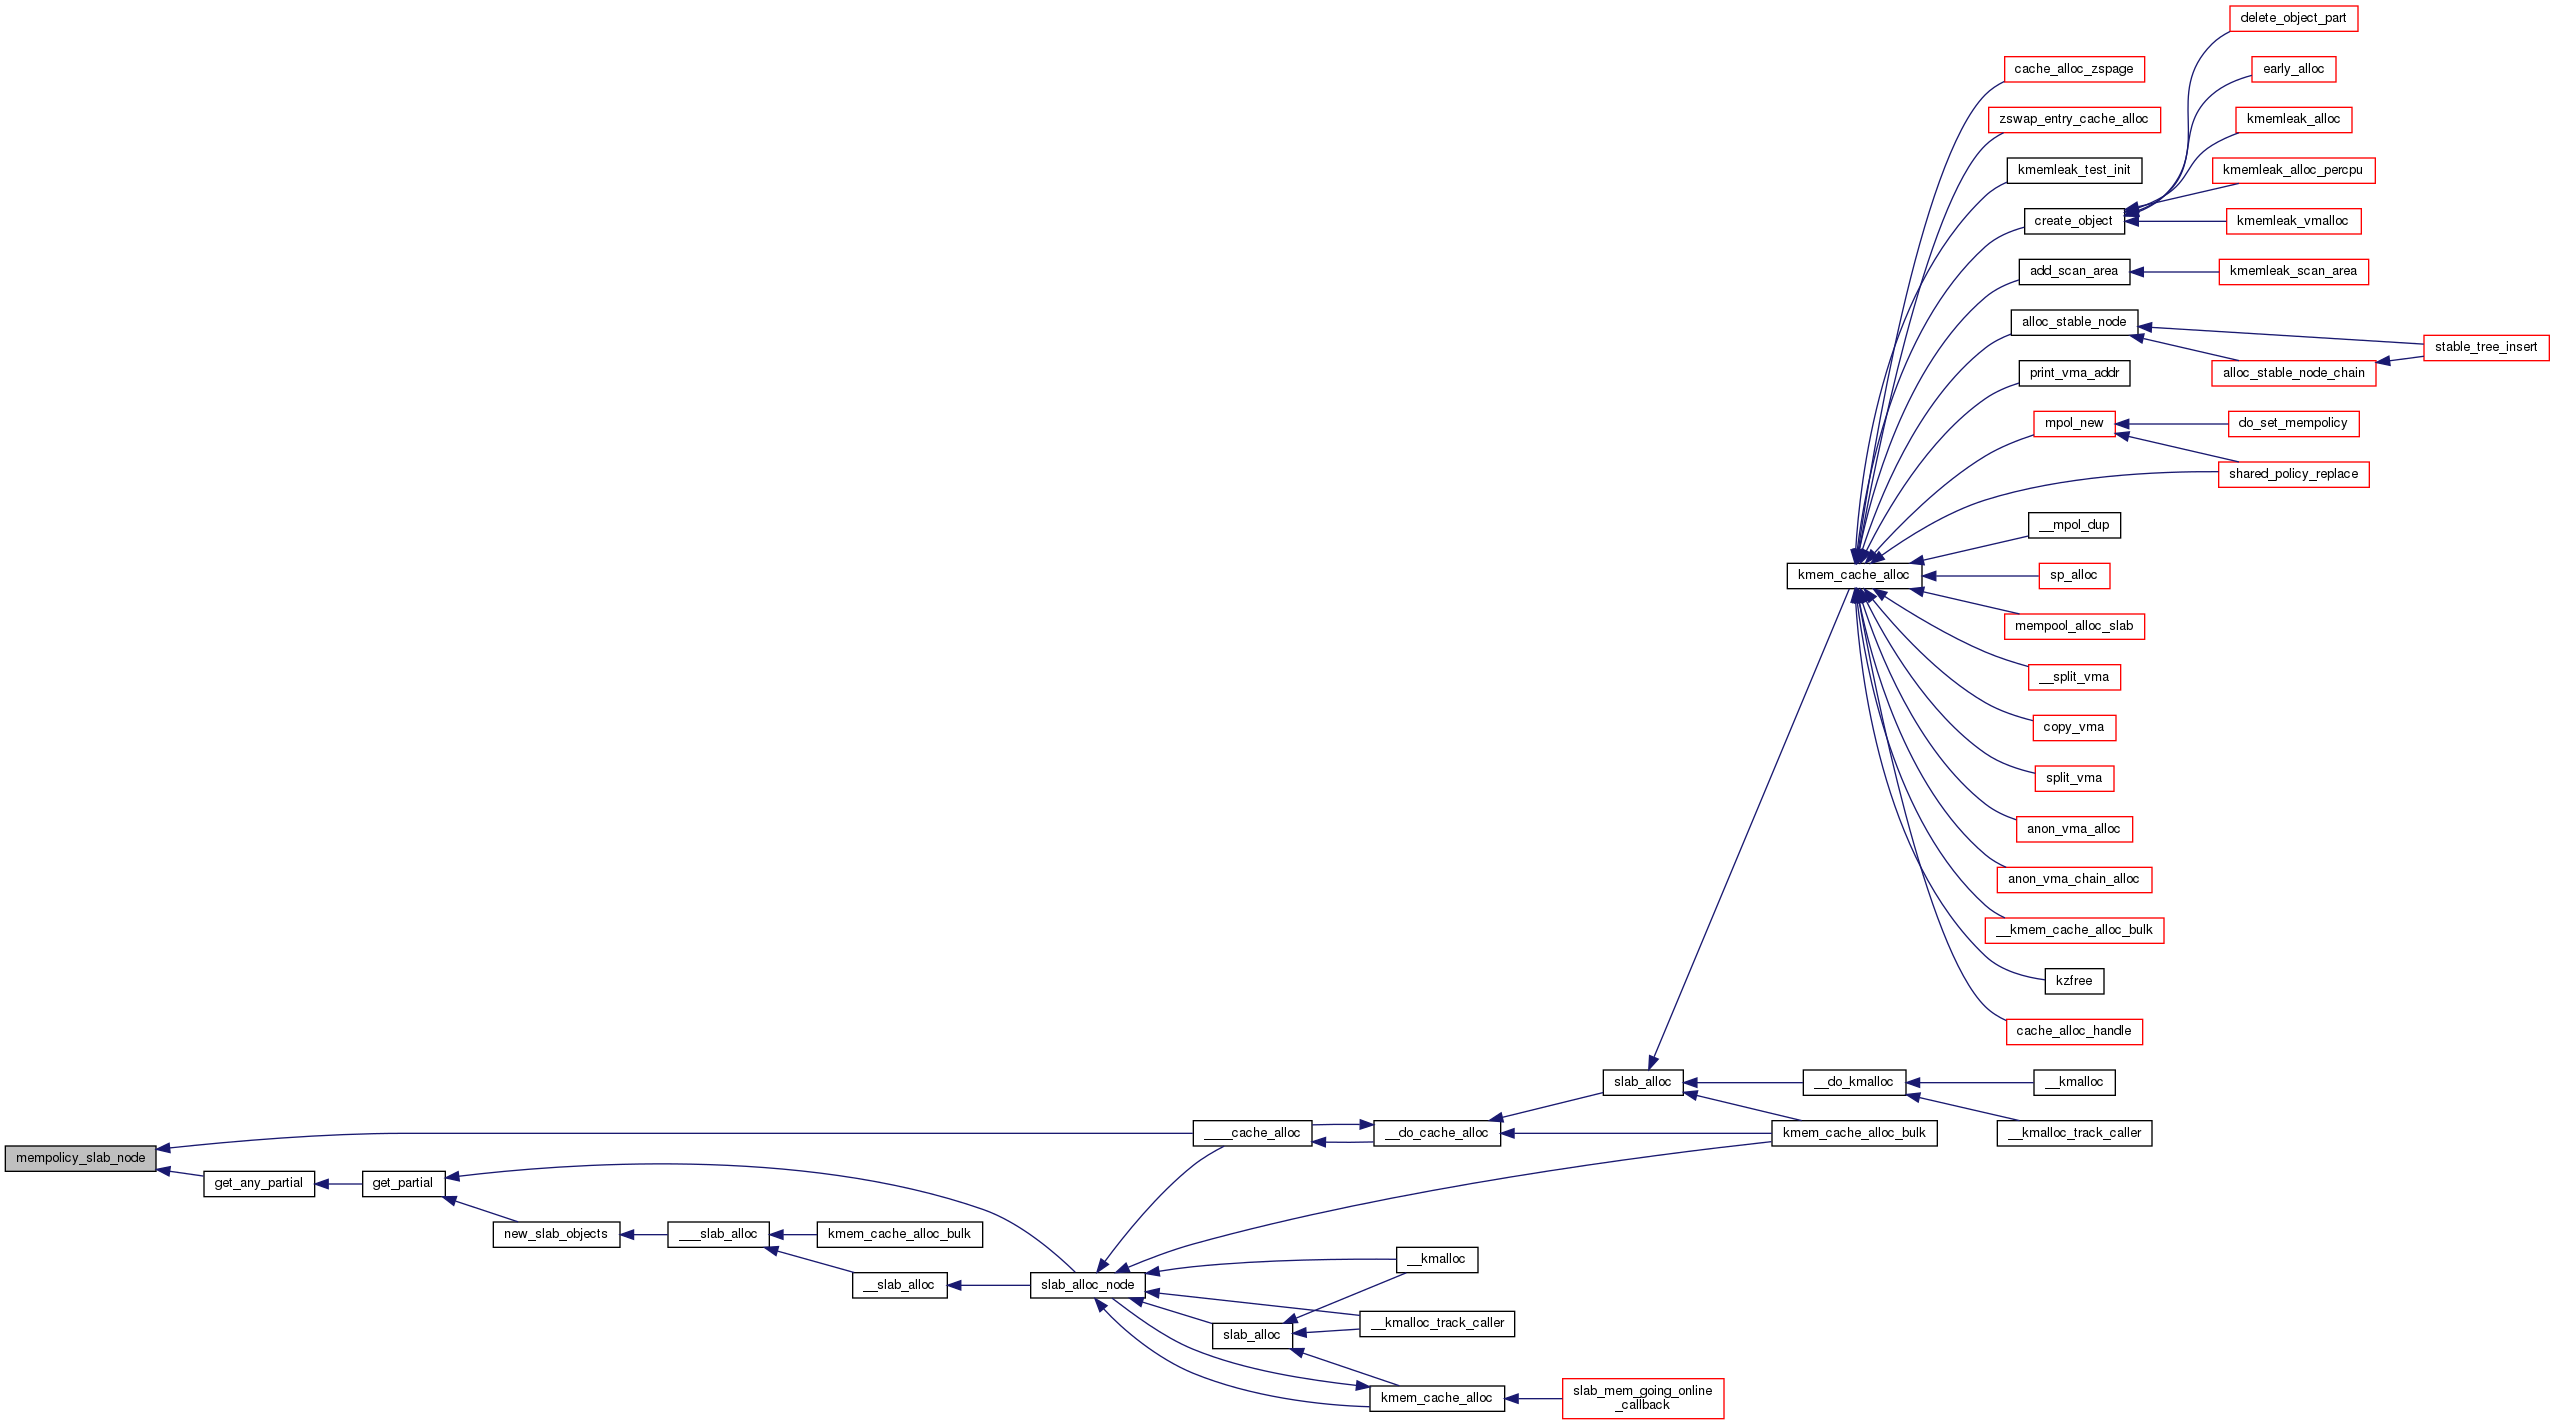 delete_object_part
cache_alloc_zspage
early_alloc
zswap_entry_cache_alloc
kmemleak_alloc
kmemleak_test_init
kmemleak_alloc_percpu
create_object
kmemleak_vmalloc
add_scan_area
kmemleak_scan_area
alloc_stable_node
stable_tree_insert
print_vma_addr
alloc_stable_node_chain
mpol_new
do_set_mempolicy
shared_policy_replace
__mpol_dup
kmem_cache_alloc
sp_alloc
mempool_alloc_slab
__split_vma
copy_vma
split_vma
anon_vma_alloc
anon_vma_chain_alloc
__kmem_cache_alloc_bulk
kzfree
cache_alloc_handle
slab_alloc
__do_kmalloc
__kmalloc
____cache_alloc
__do_cache_alloc
kmem_cache_alloc_bulk
__kmalloc_track_caller
mempolicy_slab_node
get_any_partial
get_partial
new_slab_objects
___slab_alloc
kmem_cache_alloc_bulk
__kmalloc
__slab_alloc
slab_alloc_node
__kmalloc_track_caller
slab_alloc
kmem_cache_alloc
slab_mem_going_online
_callback